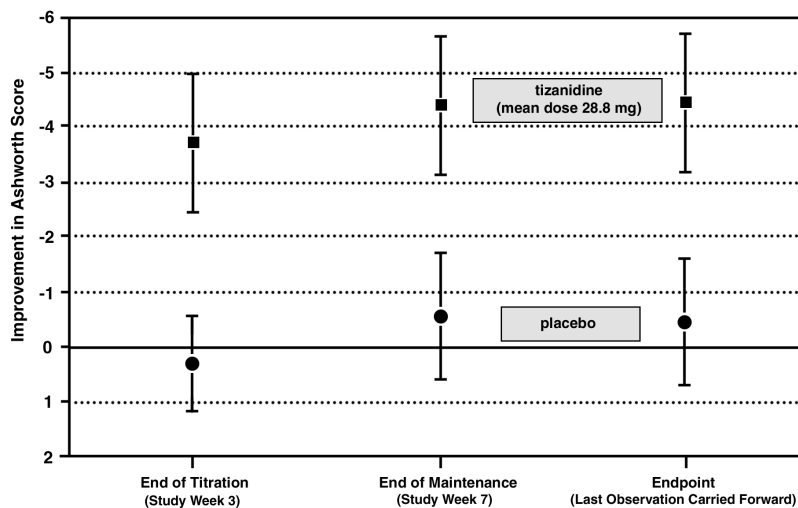 Improvement in Ashworth Score
-6
-5
-4
-3
-2
-1
0
1
2
tizanidine
(mean dose 28.8 mg)
placebo
End of Titration
(Study Week 3)
End of Maintenance
(Study Week 7)
Endpoint
(Last Observation Carried Forward)